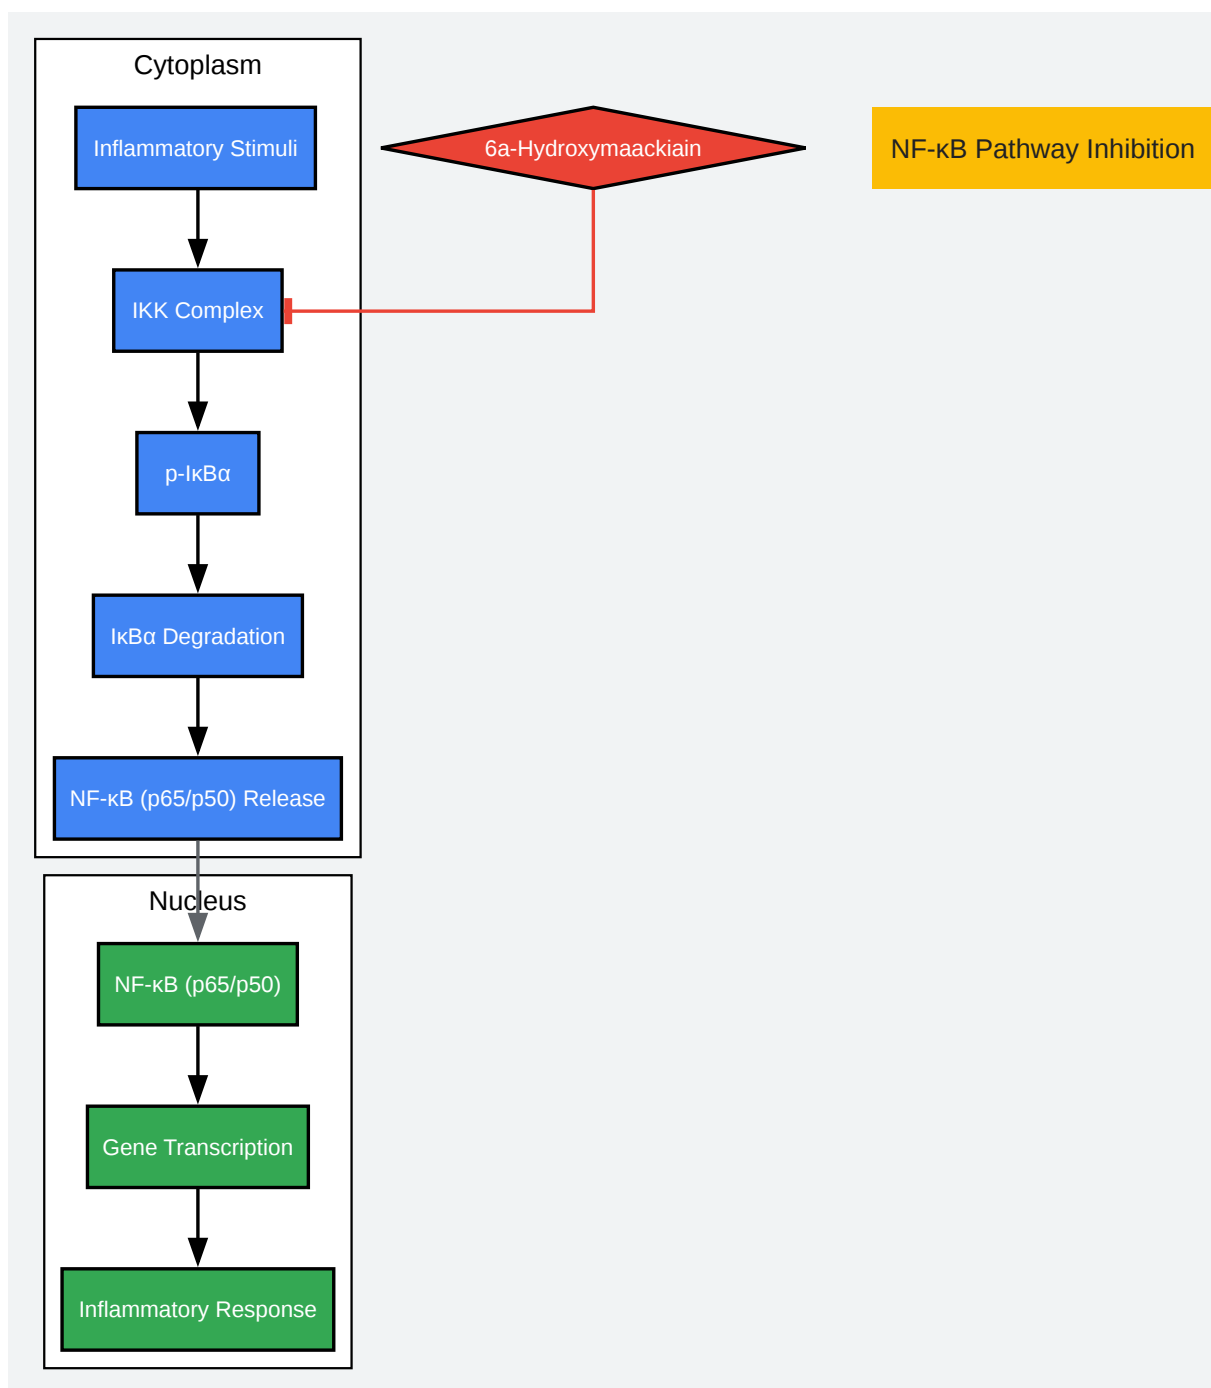 Cytoplasm
Inflammatory Stimuli
6a-Hydroxymaackiain
NF-κB Pathway Inhibition
IKK Complex
p-IκBα
IκBα Degradation
NF-κB (p65/p50) Release
Nucleus
NF-κB (p65/p50)
Gene Transcription
Inflammatory Response